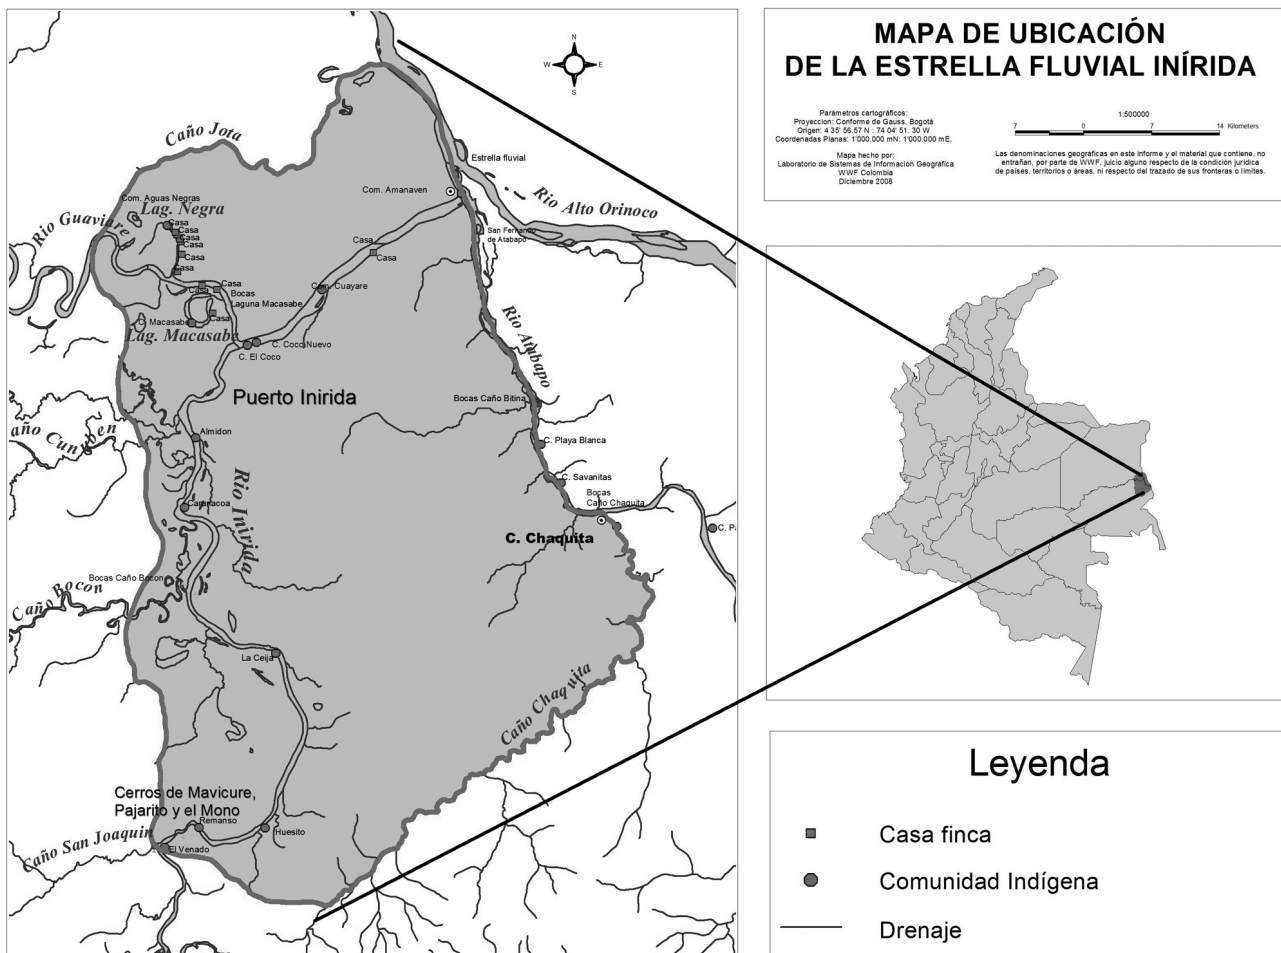 MAPA DE UBICACIÓN
DE LA ESTRELLA FLUVIAL INÍRIDA
Parámetros cartográficos:
Proyeccion: Conforme de Gauss. Bogotá
Origen: 4 35' 56.57 N : 74 04' 51. 30 W
Coordenadas Planas: 1'000.000 mN; 1'000.000 mE.
Mapa hecho por:
Laboratorio de Sistemas de Información Geográfica
WWF Colombia
Diciembre 2008
1:500000
7 0 7 14 Kilometers
Las denominaciones geográficas en este informe y el material que contiene, no
entrañan, por parte de WWF, juicio alguno respecto de la condición jurídica
de países, territorios o áreas, ni respecto del trazado de sus fronteras o límites.
N
W E
S
Caño Jota
Estrella fluvial
Com. Amanaven
Rio Alto Orinoco
Com. Aguas Negras
Lag. Negra
Rio Guaviare
Casa
Casa
Casa
Casa
Casa
Casa
San Fernando
de Atabapo
Casa
Casa
Casa
Casa
Bocas
Laguna Macasabe
Com. Cuayare
C. Macasabe
Casa
Lag. Macasabe
C. Coco Nuevo
C. El Coco
Rio Atabapo
Puerto Inirida
Bocas Caño Bitina
Caño Cunuben
Almidon
C. Playa Blanca
Rio Inirida
C. Savanitas
Bocas
Caño Chaquita
Caranacoa
C. Chaquita
Bocas Caño Bocon
Caño Bocon
La Ceija
Caño Chaquita
Cerros de Mavicure,
Pajarito y el Mono
Remanso
Huesito
Caño San Joaquin
El Venado
Leyenda
Casa finca
Comunidad Indígena
Drenaje